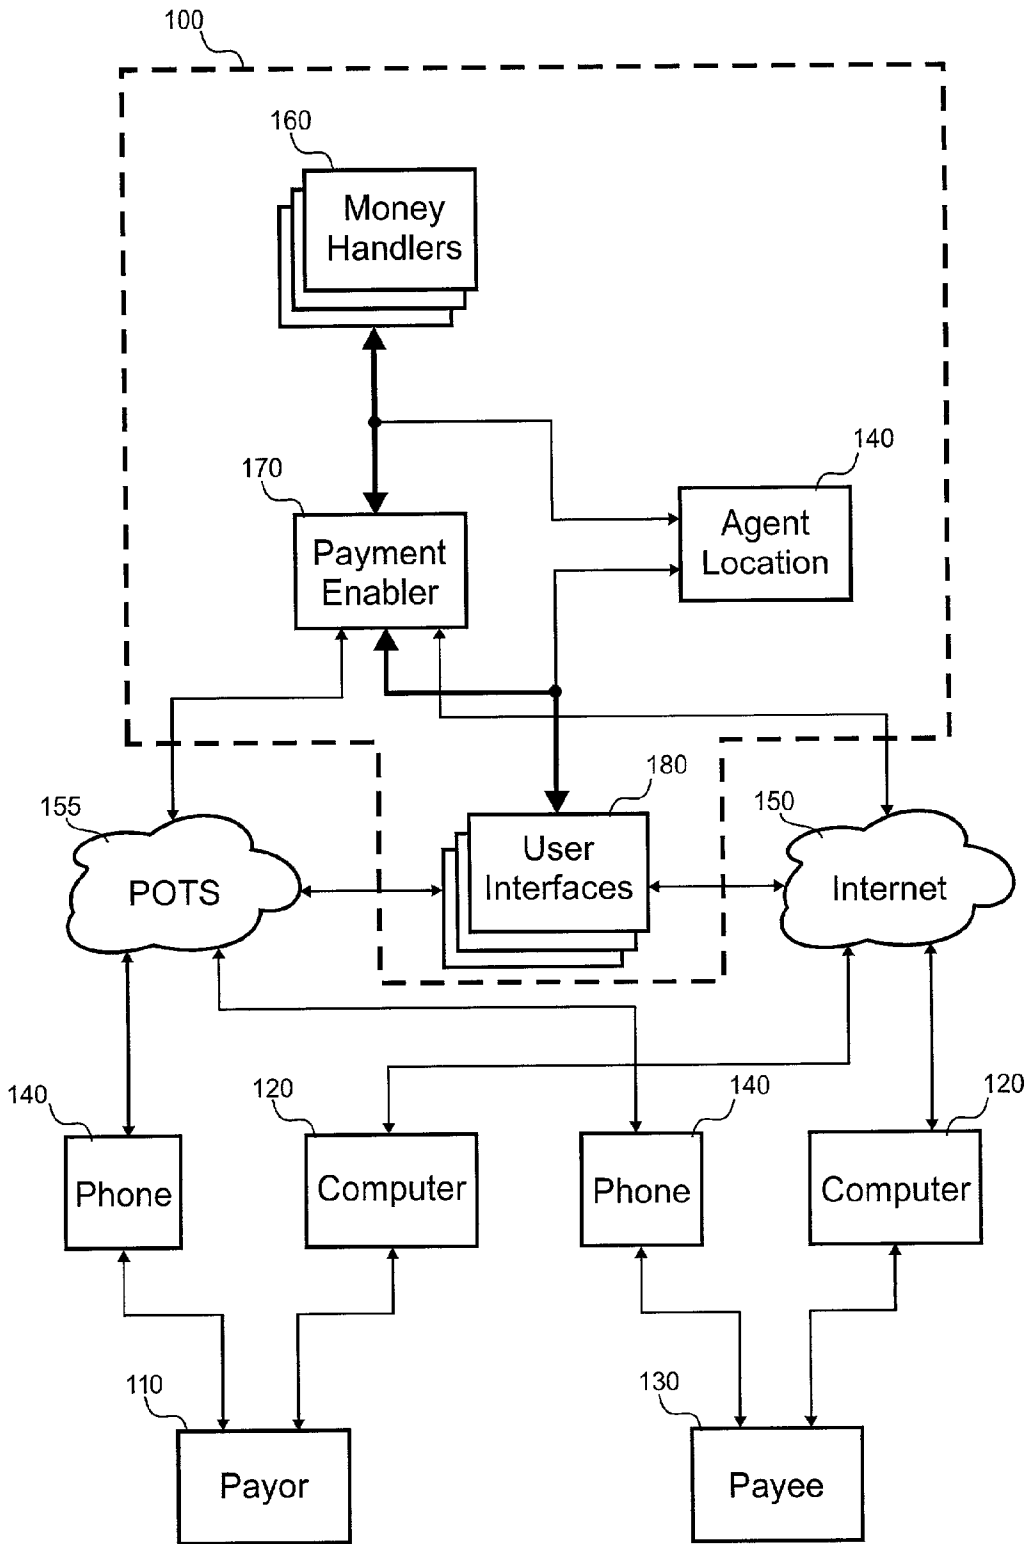 100
160
Money
Handlers
170
Payment
Enabler
140
Agent
Location
155
POTS
180
User
Interfaces
150
Internet
140
Phone
120
Computer
140
Phone
120
Computer
110
Payor
130
Payee